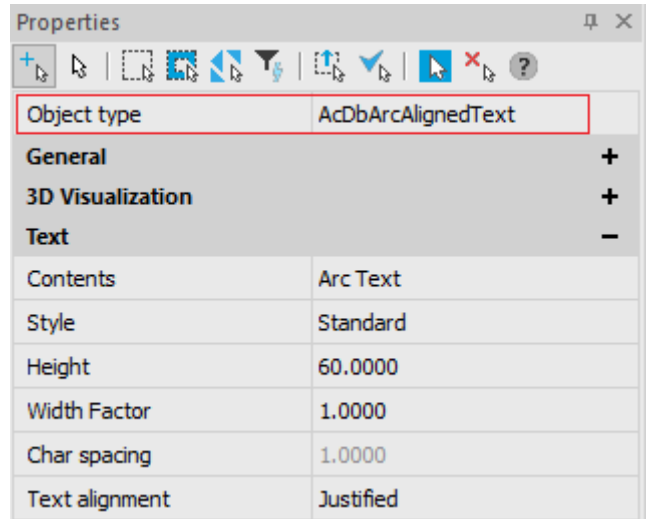 Properties
?
Object type AcDbArcAlignedText
General +
3D Visualization +
Text −
Contents Arc Text
Style Standard
Height 60.0000
Width Factor 1.0000
Char spacing 1.0000
Text alignment Justified